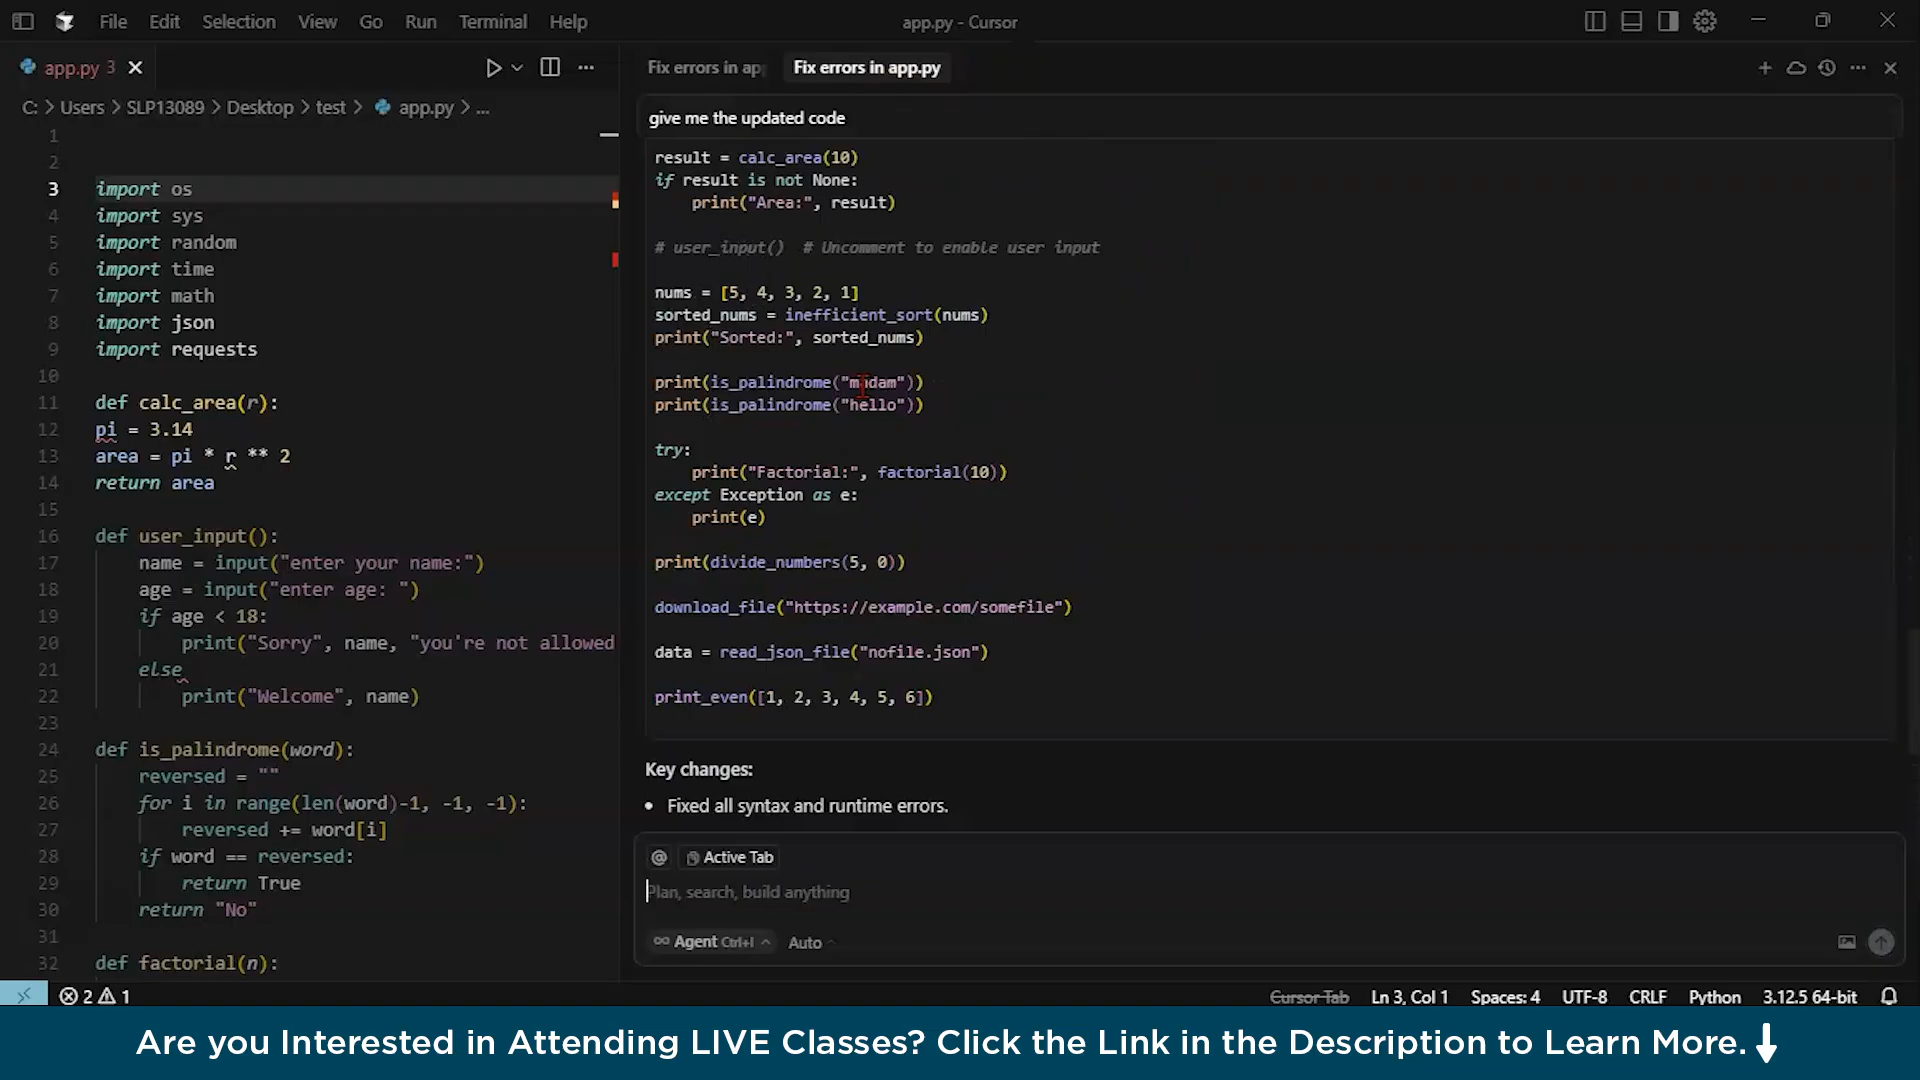 File Edit Selection View Go Run Terminal Help
app.py - Cursor
app.py 3
C: > Users > SLP13089 > Desktop > test > app.py > ...
1
2
3 import os
4 import sys
5 import random
6 import time
7 import math
8 import json
9 import requests
10
11 def calc_area(r):
12 pi = 3.14
13 area = pi * r ** 2
14 return area
15
16 def user_input():
17 name = input("enter your name:")
18 age = input("enter age: ")
19 if age < 18:
20 print("Sorry", name, "you're not allowed
21 else
22 print("Welcome", name)
23
24 def is_palindrome(word):
25 reversed = ""
26 for i in range(len(word)-1, -1, -1):
27 reversed += word[i]
28 if word == reversed:
29 return True
30 return "No"
31
32 def factorial(n):
Fix errors in ap
Fix errors in app.py
give me the updated code
result = calc_area(10)
if result is not None:
print("Area:", result)
# user_input() # Uncomment to enable user input
nums = [5, 4, 3, 2, 1]
sorted_nums = inefficient_sort(nums)
print("Sorted:", sorted_nums)
print(is_palindrome("madam"))
print(is_palindrome("hello"))
try:
print("Factorial:", factorial(10))
except Exception as e:
print(e)
print(divide_numbers(5, 0))
download_file("https://example.com/somefile")
data = read_json_file("nofile.json")
print_even([1, 2, 3, 4, 5, 6])
Key changes:
• Fixed all syntax and runtime errors.
@ Active Tab
Plan, search, build anything
∞ Agent Ctrl+I Auto
2 1
Cursor Tab Ln 3, Col 1 Spaces: 4 UTF-8 CRLF Python 3.12.5 64-bit
Are you Interested in Attending LIVE Classes? Click the Link in the Description to Learn More.